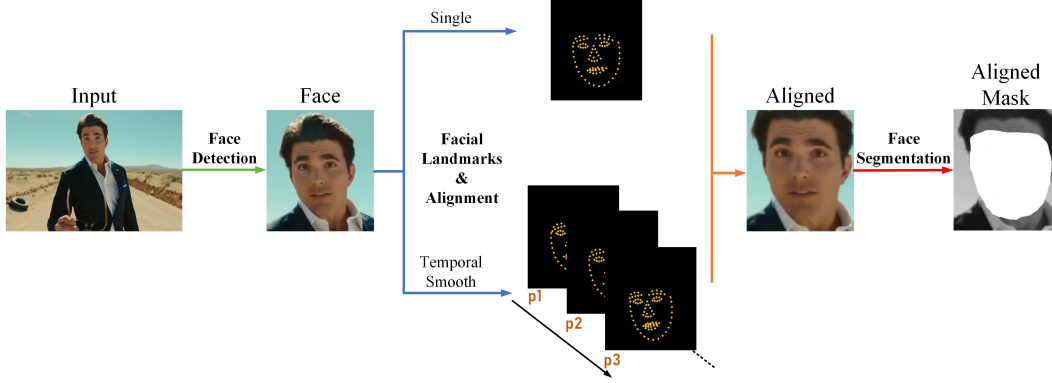 Single
Input
Face
Aligned
Aligned
Mask
Face
Detection
Facial
Landmarks
&
Alignment
Face
Segmentation
Temporal
Smooth
p1
p2
p3